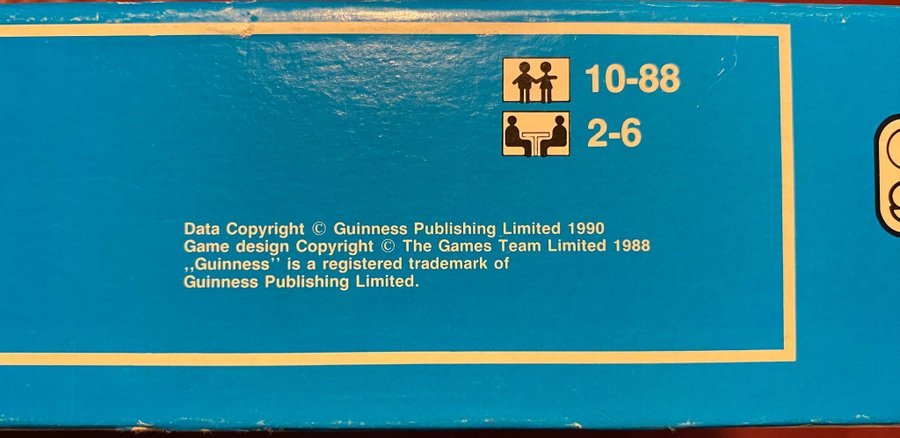 10-88
2-6
Data Copyright © Guinness Publishing Limited 1990
Game design Copyright © The Games Team Limited 1988
,,Guinness’’ is a registered trademark of
Guinness Publishing Limited.